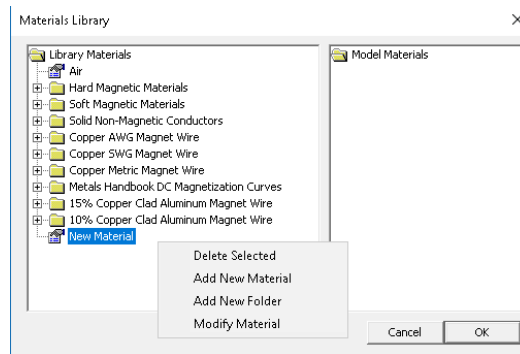 Materials Library
Library Materials
Air
Hard Magnetic Materials
Soft Magnetic Materials
Solid Non-Magnetic Conductors
Copper AWG Magnet Wire
Copper SWG Magnet Wire
Copper Metric Magnet Wire
Metals Handbook DC Magnetization Curves
15% Copper Clad Aluminum Magnet Wire
10% Copper Clad Aluminum Magnet Wire
New Material
Model Materials
Delete Selected
Add New Material
Add New Folder
Modify Material
Cancel
OK